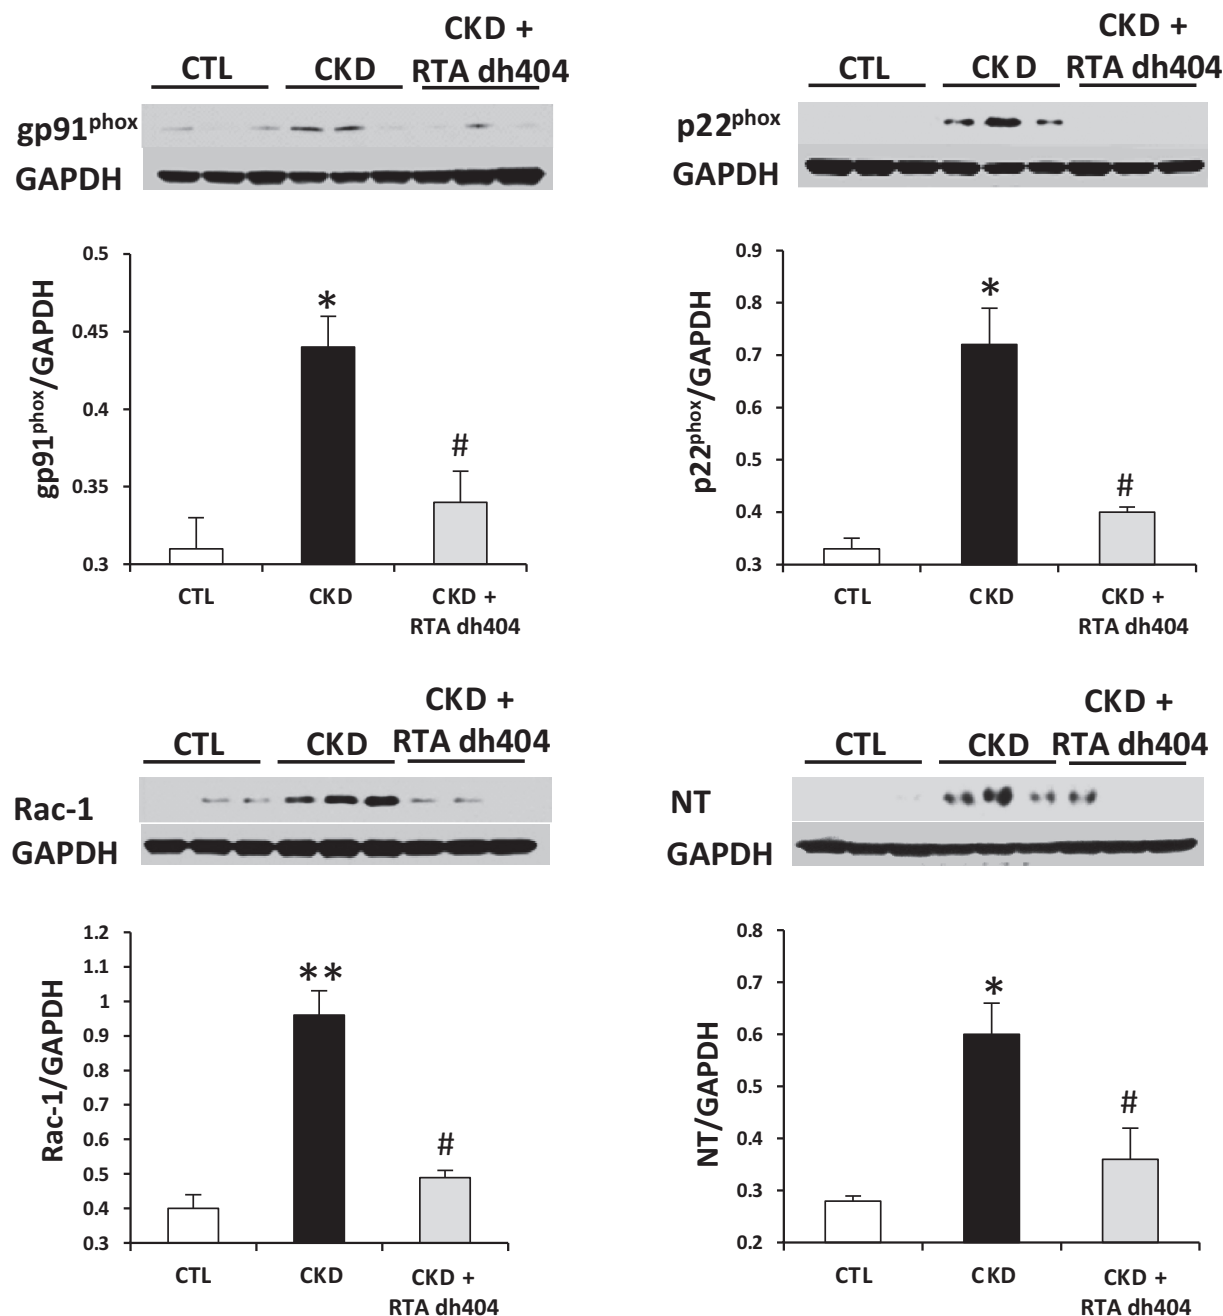 CTL CKD CKD +
RTA dh404
gp91phox
GAPDH
0.5
0.45
0.4
0.35
0.3
gp91phox/GAPDH
*
#
CTL CKD CKD +
RTA dh404
CTL CKD CKD +
RTA dh404
p22phox
GAPDH
0.9
0.8
0.7
0.6
0.5
0.4
0.3
p22phox/GAPDH
*
#
CTL CKD CKD +
RTA dh404
CTL CKD CKD +
RTA dh404
Rac-1
GAPDH
1.2
1.1
1
0.9
0.8
0.7
0.6
0.5
0.4
0.3
Rac-1/GAPDH
**
#
CTL CKD CKD +
RTA dh404
CTL CKD CKD +
RTA dh404
NT
GAPDH
0.8
0.7
0.6
0.5
0.4
0.3
0.2
NT/GAPDH
*
#
CTL CKD CKD +
RTA dh404